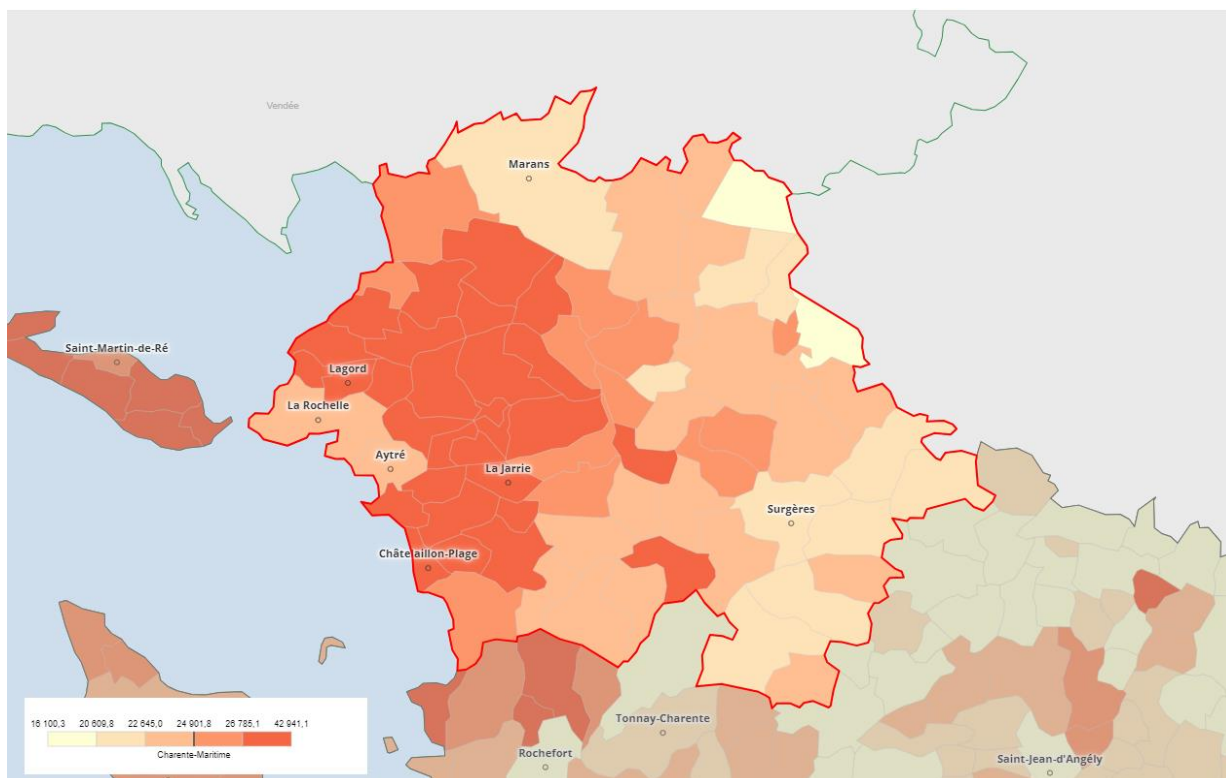 Vendée
Marans
Saint-Martin-de-Ré
Lagord
La Rochelle
Aytré
La Jarrie
Surgères
Châtelaillon-Plage
Tonnay-Charente
Rochefort
Saint-Jean-d'Angély
16 100,3 20 609,8 22 645,0 24 901,8 26 785,1 42 941,1
Charente-Maritime